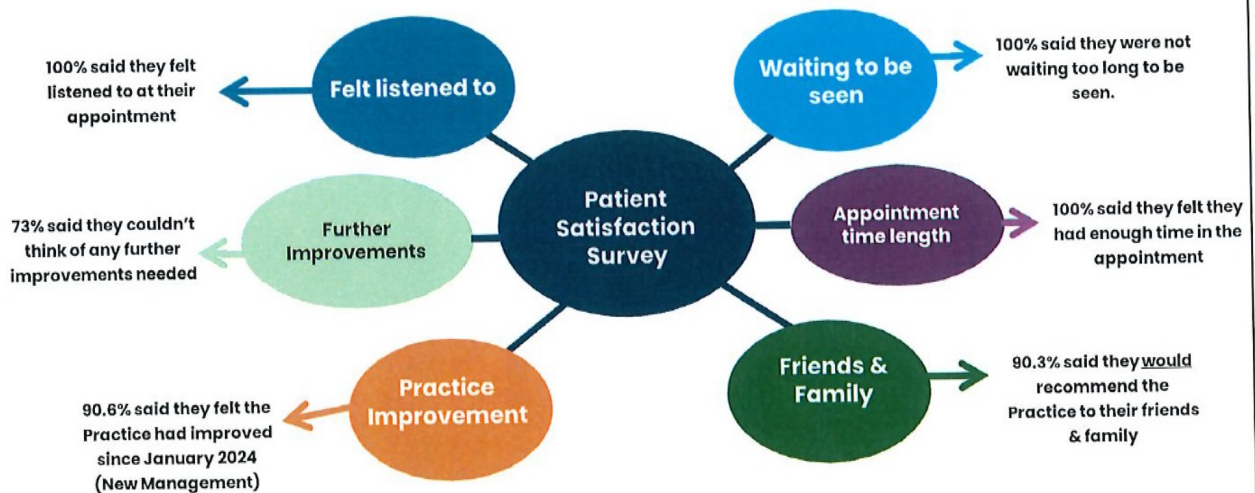 100% said they felt
listened to at their
appointment
Felt listened to
Waiting to be
seen
100% said they were not
waiting too long to be
seen.
73% said they couldn't
think of any further
improvements needed
Further
Improvements
Patient
Satisfaction
Survey
Appointment
time length
100% said they felt they
had enough time in the
appointment
90.6% said they felt the
Practice had improved
since January 2024
(New Management)
Practice
Improvement
Friends &
Family
90.3% said they would
recommend the
Practice to their friends
& family